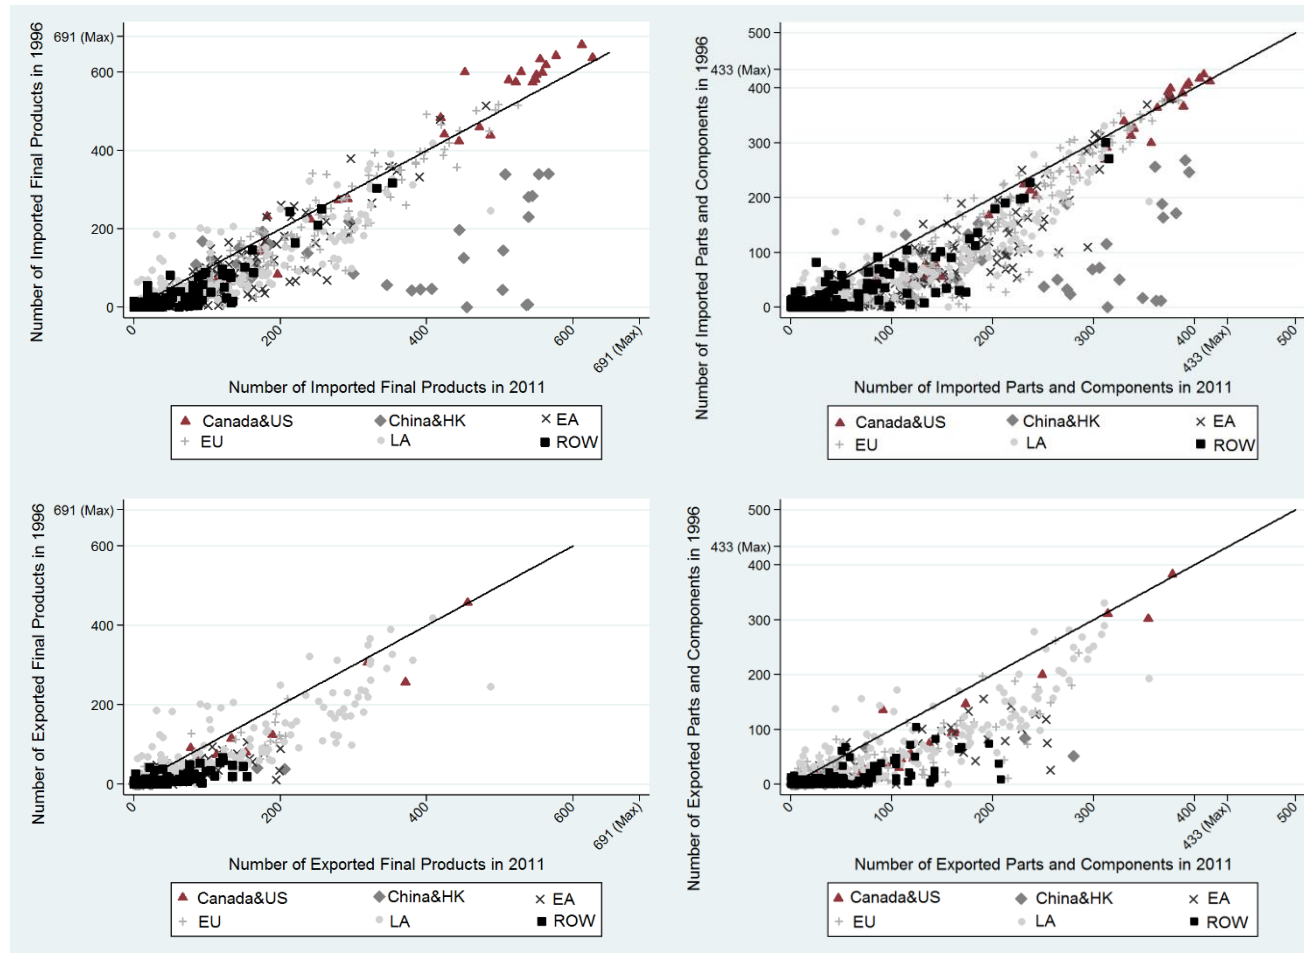 Number of Imported Final Products in 1996
691 (Max)
600
400
200
0
0
200
400
600
691 (Max)
Number of Imported Final Products in 2011
Canada&US
China&HK
EA
EU
LA
ROW
Number of Imported Parts and Components in 1996
500
433 (Max)
400
300
200
100
0
0
100
200
300
400
433 (Max)
500
Number of Imported Parts and Components in 2011
Canada&US
China&HK
EA
EU
LA
ROW
Number of Exported Final Products in 1996
691 (Max)
600
400
200
0
0
200
400
600
691 (Max)
Number of Exported Final Products in 2011
Canada&US
China&HK
EA
EU
LA
ROW
Number of Exported Parts and Components in 1996
500
433 (Max)
400
300
200
100
0
0
100
200
300
400
433 (Max)
500
Number of Exported Parts and Components in 2011
Canada&US
China&HK
EA
EU
LA
ROW